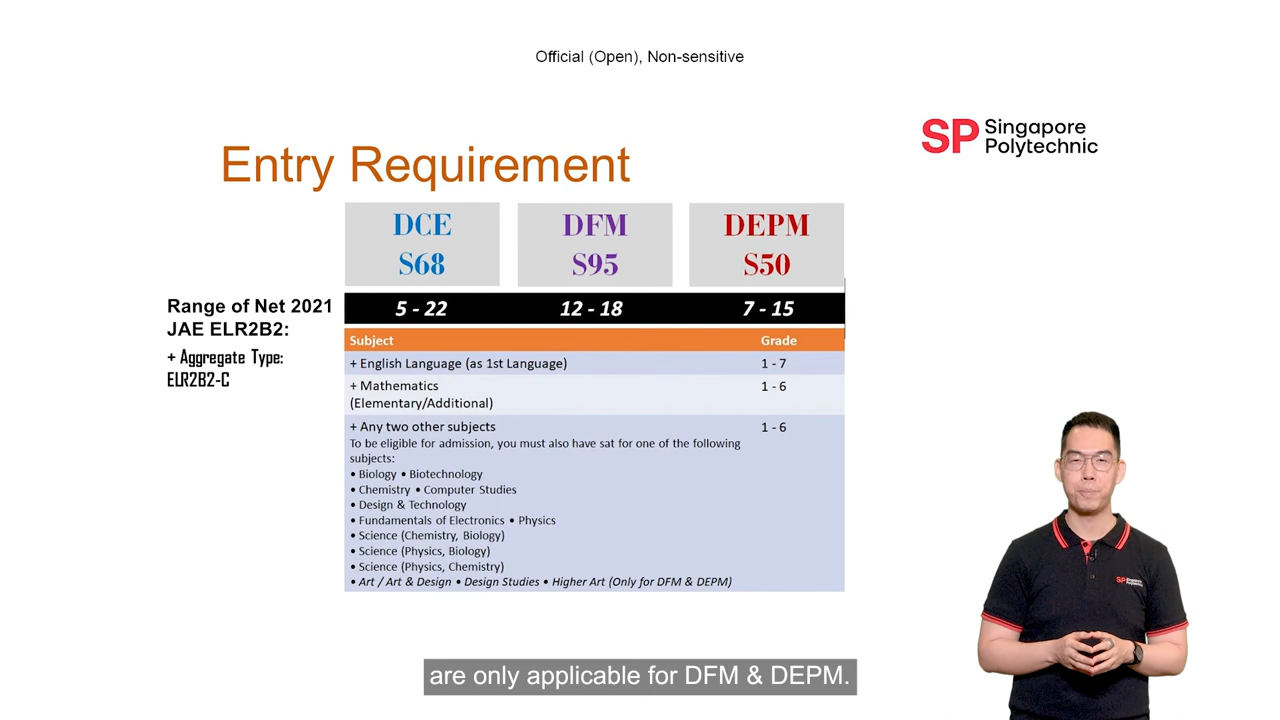 Official (Open), Non-sensitive
SP Singapore
Polytechnic
Entry Requirement
DCE
S68
DFM
S95
DEPM
S50
Range of Net 2021
JAE ELR2B2:
+ Aggregate Type:
ELR2B2-C
5 - 22 12 - 18 7 - 15
Subject Grade
+ English Language (as 1st Language) 1 - 7
+ Mathematics 1 - 6
(Elementary/Additional)
+ Any two other subjects 1 - 6
To be eligible for admission, you must also have sat for one of the following
subjects:
• Biology • Biotechnology
• Chemistry • Computer Studies
• Design & Technology
• Fundamentals of Electronics • Physics
• Science (Chemistry, Biology)
• Science (Physics, Biology)
• Science (Physics, Chemistry)
• Art / Art & Design • Design Studies • Higher Art (Only for DFM & DEPM)
SP Singapore
Polytechnic
are only applicable for DFM & DEPM.